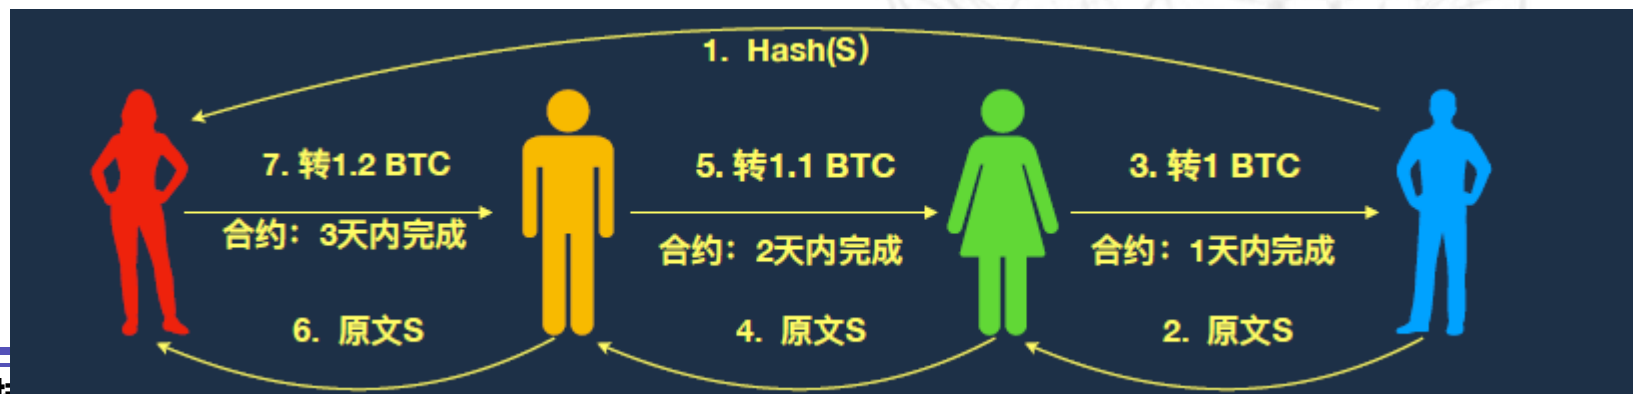 1. Hash(S）
7. 转1.2 BTC
合约：3天内完成
6. 原文S
5. 转1.1 BTC
合约：2天内完成
4. 原文S
3. 转1 BTC
合约：1天内完成
2. 原文S